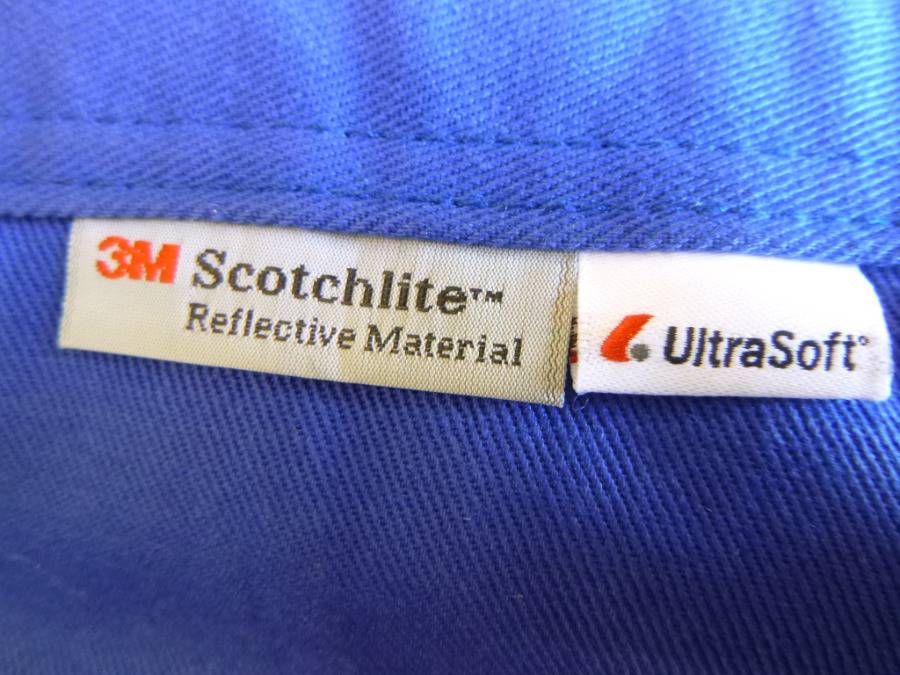 3M Scotchlite™
Reflective Material
UltraSoft®